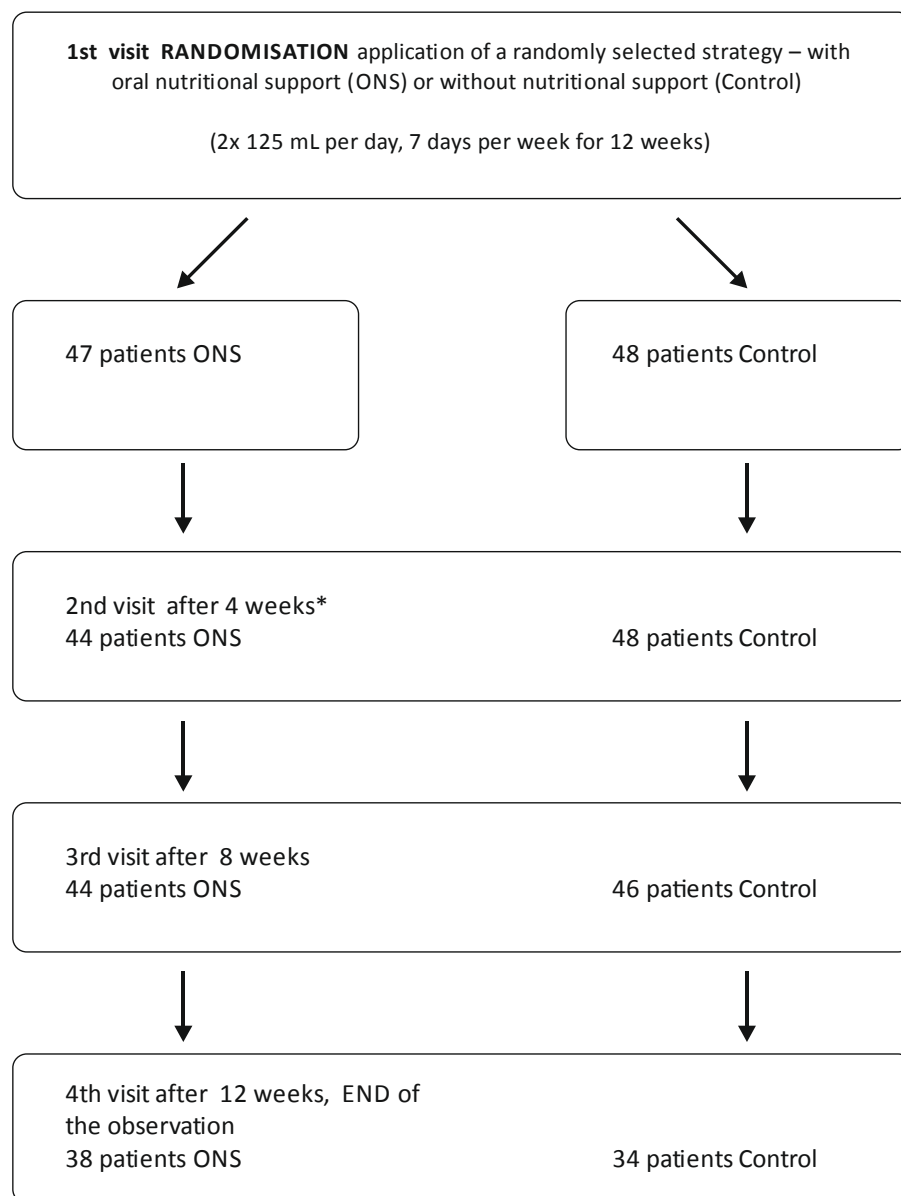 1st visit RANDOMISATION application of a randomly selected strategy – with
oral nutritional support (ONS) or without nutritional support (Control)
(2x 125 mL per day, 7 days per week for 12 weeks)
47 patients ONS
48 patients Control
2nd visit after 4 weeks*
44 patients ONS
48 patients Control
3rd visit after 8 weeks
44 patients ONS
46 patients Control
4th visit after 12 weeks, END of
the observation
38 patients ONS
34 patients Control